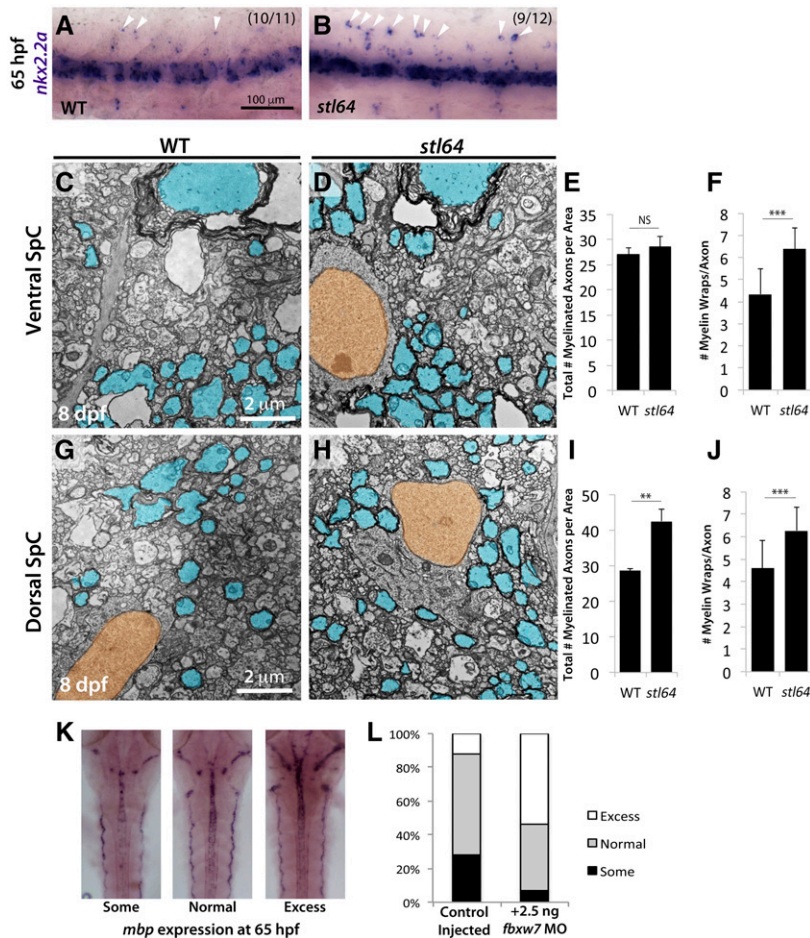 A
(10/11)
B
(9/12)
65 hpf
nkx2.2a
WT
100 μm
stl64
WT
stl64
C
D
E
F
Ventral SpC
8 dpf
2 μm
Total # Myelinated Axons per Area
35
30
25
20
15
10
5
0
NS
WT stl64
# Myelin Wraps/Axon
8
7
6
5
4
3
2
1
0
***
WT stl64
G
H
I
J
Dorsal SpC
8 dpf
2 μm
Total # Myelinated Axons per Area
50
40
30
20
10
0
**
WT stl64
# Myelin Wraps/Axon
8
7
6
5
4
3
2
1
0
***
WT stl64
K
Some
Normal
Excess
mbp expression at 65 hpf
L
100%
80%
60%
40%
20%
0%
Control
Injected
+2.5 ng
fbxw7 MO
Excess
Normal
Some